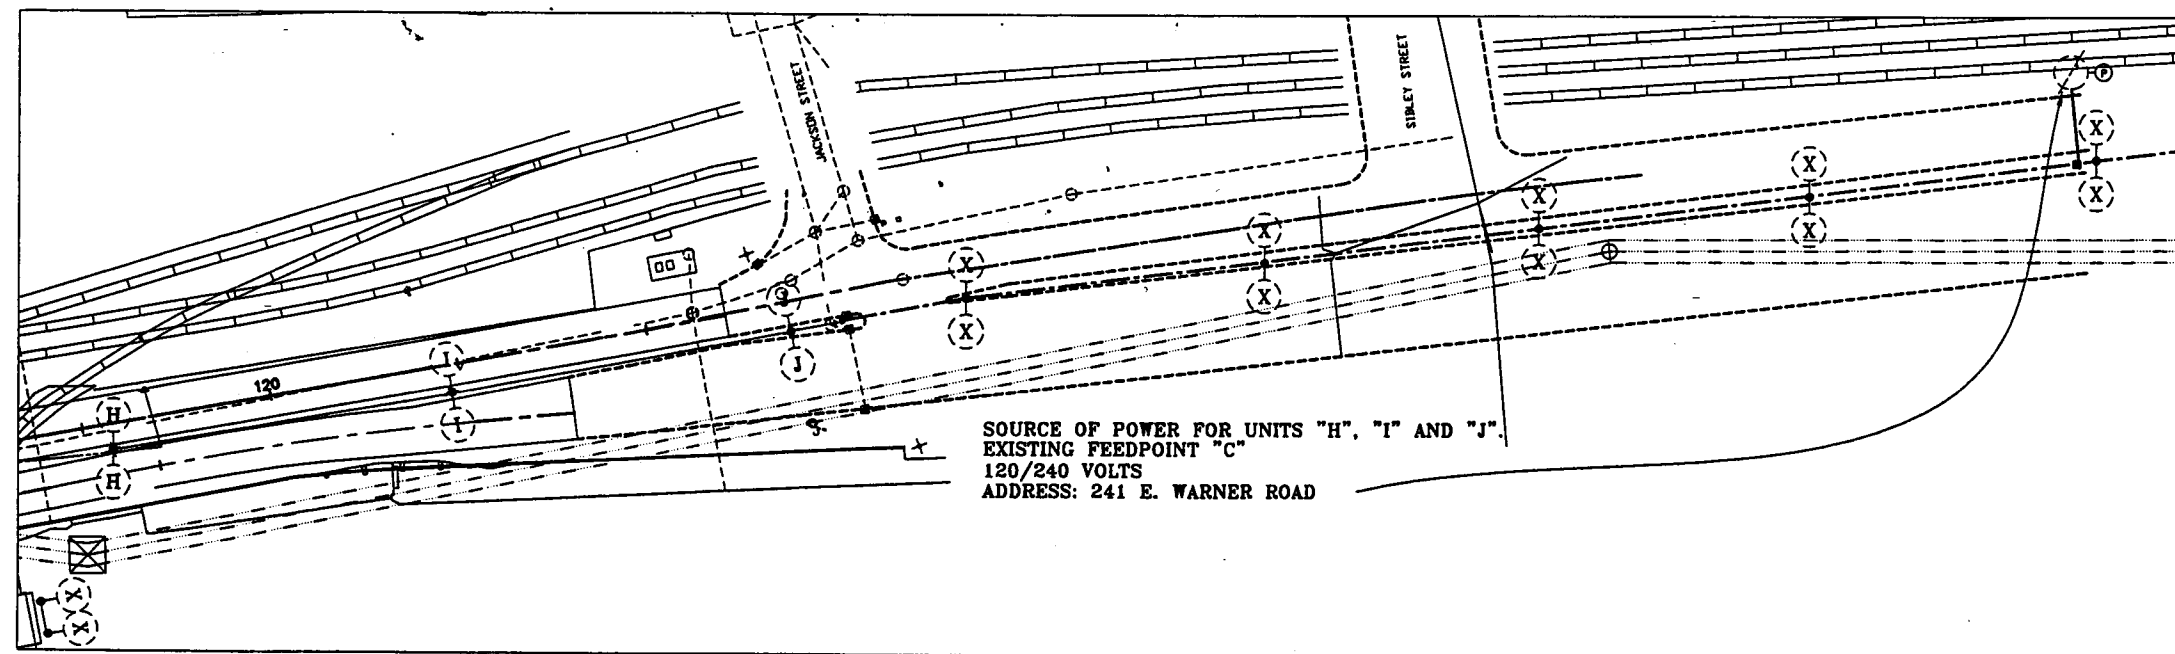 JACKSON STREET
SIBLEY STREET
P
X
X
X
X
X
X
X
X
X
X
J
J
I
I
120
H
H
SOURCE OF POWER FOR UNITS "H", "I" AND "J".
EXISTING FEEDPOINT "C"
120/240 VOLTS
ADDRESS: 241 E. WARNER ROAD
X
X